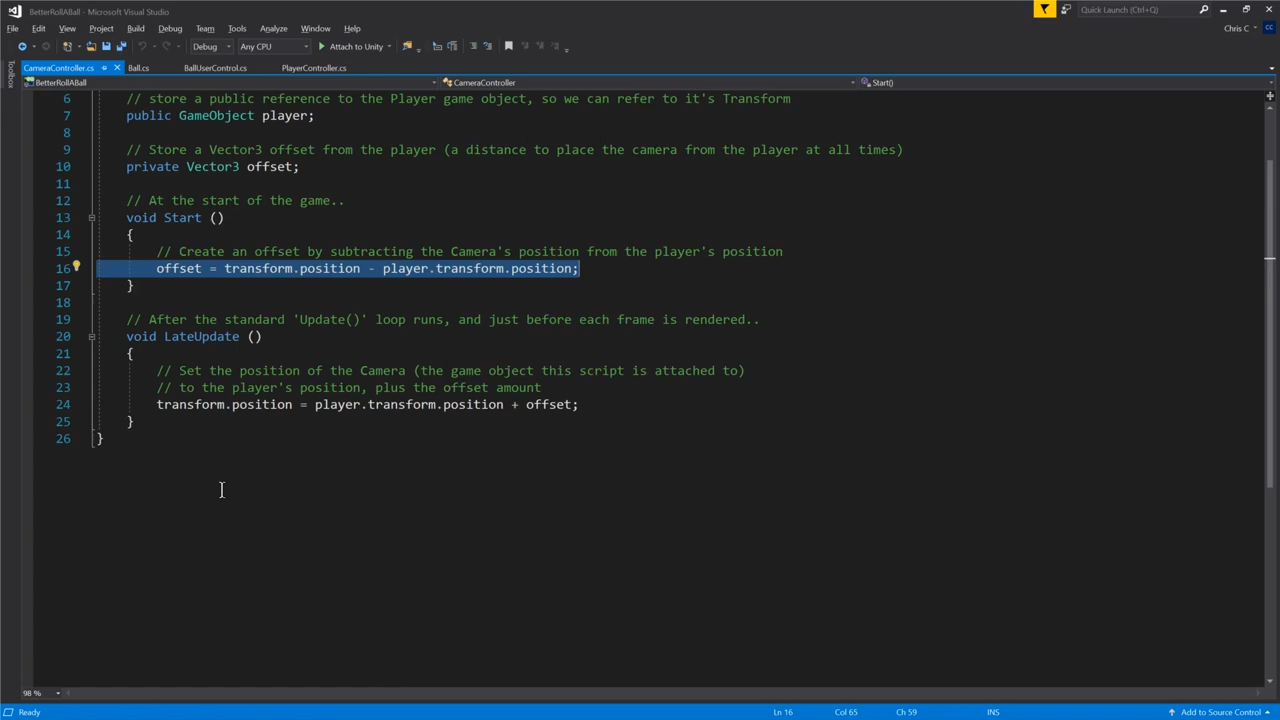 BetterRollABall - Microsoft Visual Studio
Quick Launch (Ctrl+Q)
File Edit View Project Build Debug Team Tools Analyze Window Help
Chris C CC
Debug Any CPU Attach to Unity
Toolbox
CameraController.cs Ball.cs BallUserControl.cs PlayerController.cs
BetterRollABall CameraController Start()
6 // store a public reference to the Player game object, so we can refer to it's Transform
7 public GameObject player;
8
9 // Store a Vector3 offset from the player (a distance to place the camera from the player at all times)
10 private Vector3 offset;
11
12 // At the start of the game..
13 void Start ()
14 {
15 // Create an offset by subtracting the Camera's position from the player's position
16 offset = transform.position - player.transform.position;
17 }
18
19 // After the standard 'Update()' loop runs, and just before each frame is rendered..
20 void LateUpdate ()
21 {
22 // Set the position of the Camera (the game object this script is attached to)
23 // to the player's position, plus the offset amount
24 transform.position = player.transform.position + offset;
25 }
26 }
98 %
Ready Ln 16 Col 65 Ch 59 INS Add to Source Control